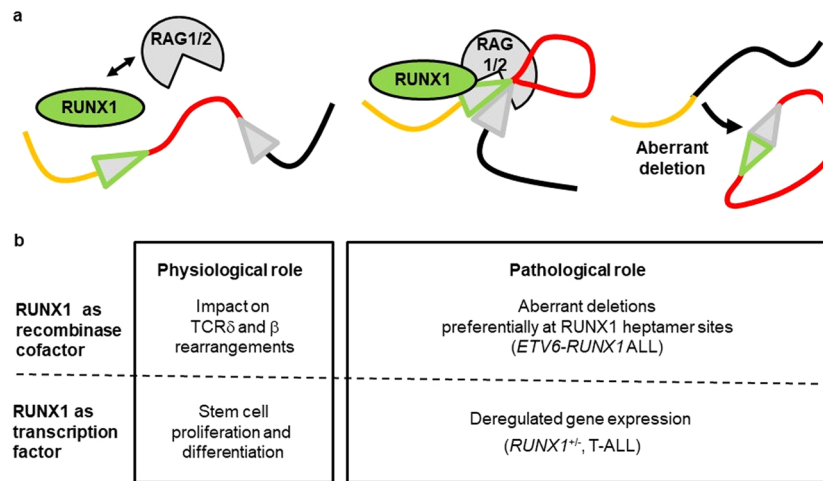 a
RAG1/2
RUNX1
RAG
1/2
RUNX1
Aberrant
deletion
b
Physiological role
Pathological role
RUNX1 as
recombinase
cofactor
Impact on
TCRδ and β
rearrangements
Aberrant deletions
preferentially at RUNX1 heptamer sites
(ETV6-RUNX1 ALL)
RUNX1 as
transcription
factor
Stem cell
proliferation and
differentiation
Deregulated gene expression
(RUNX1+/-, T-ALL)